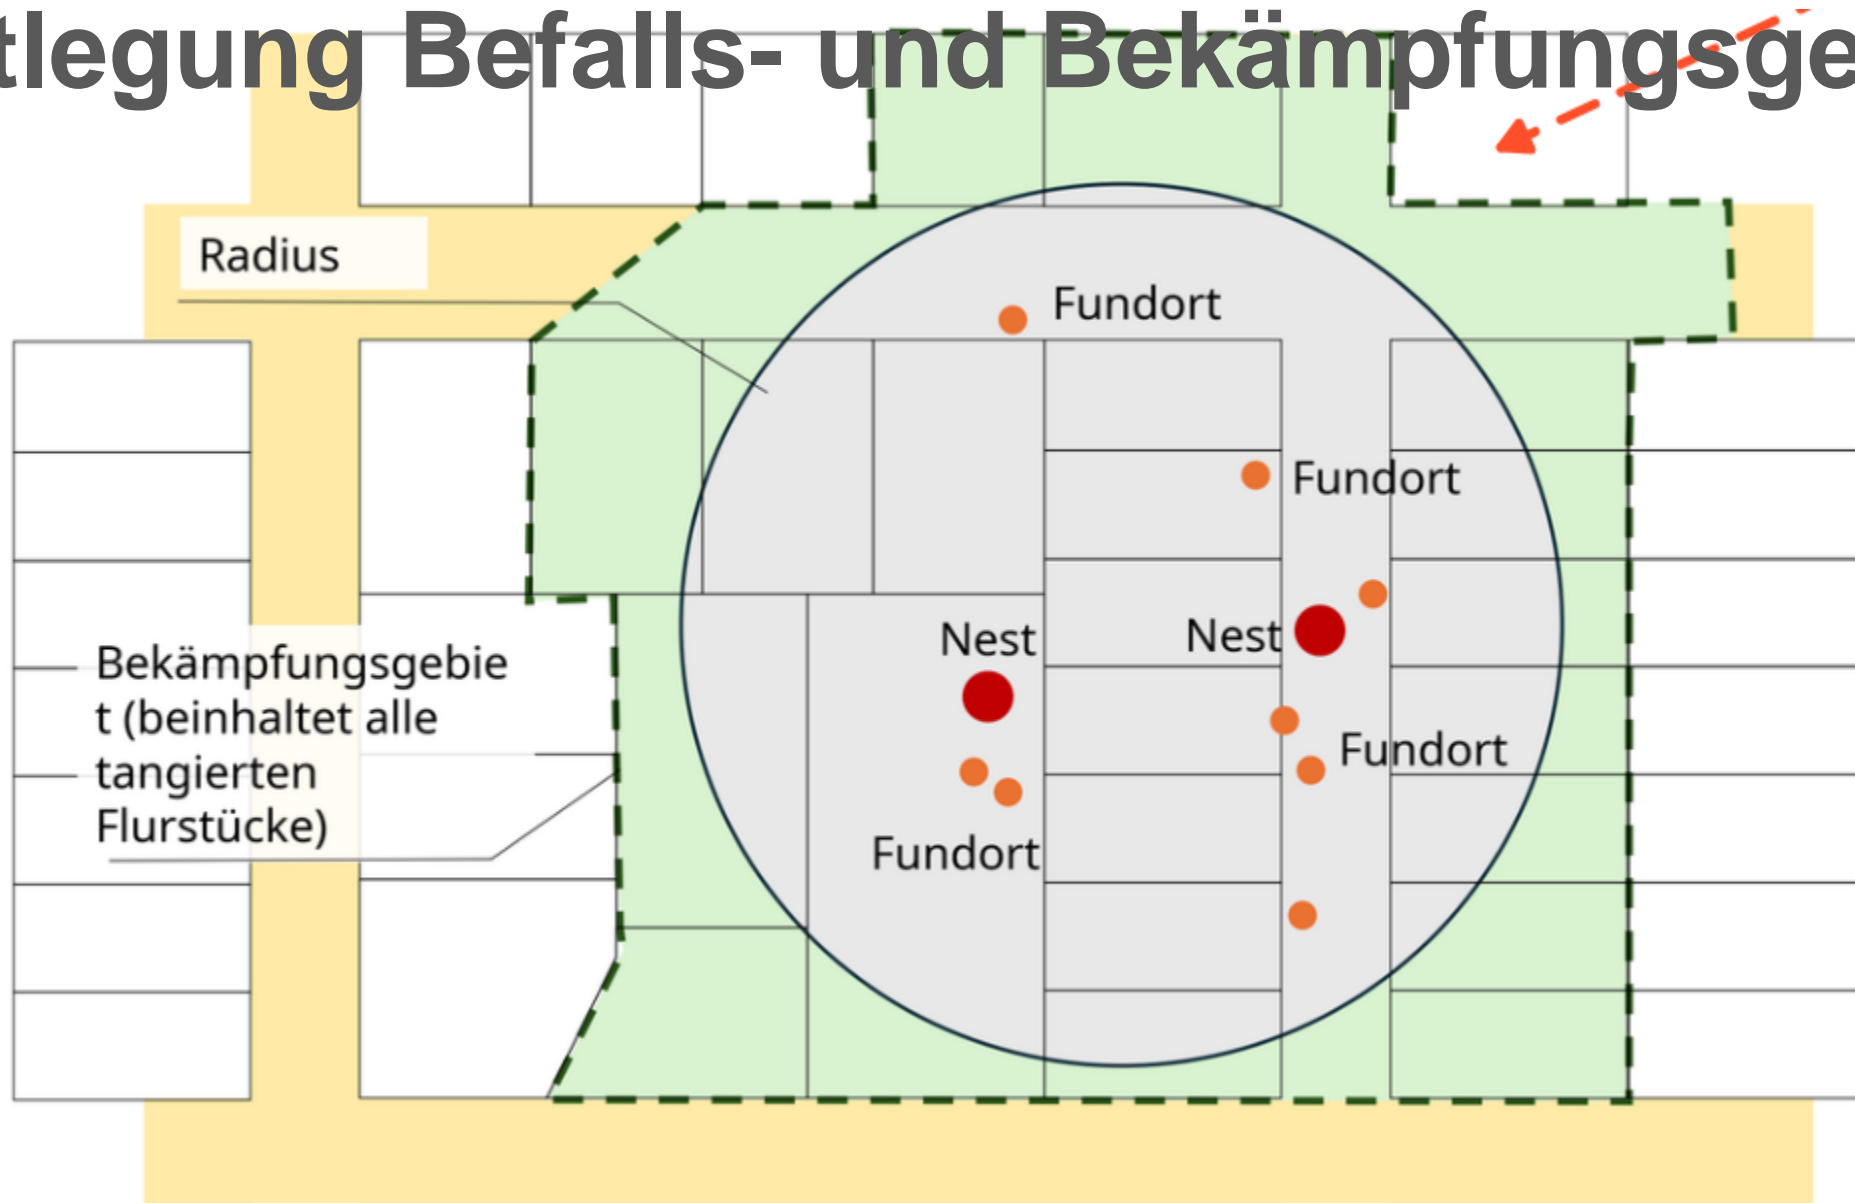 tlegung Befalls- und Bekämpfungsge
Radius
Fundort
Fundort
Nest
Nest
Bekämpfungsgebie
t (beinhaltet alle
tangierten
Flurstücke)
Fundort
Fundort